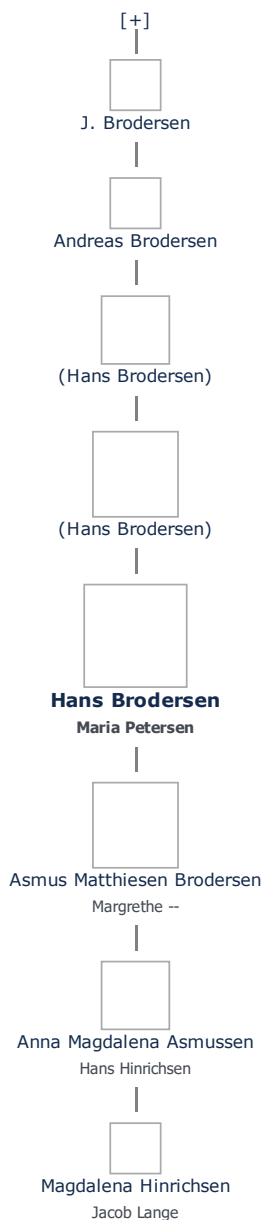 [+]
J. Brodersen
Andreas Brodersen
(Hans Brodersen)
(Hans Brodersen)
Hans Brodersen
Maria Petersen
Asmus Matthiesen Brodersen
Margrethe --
Anna Magdalena Asmussen
Hans Hinrichsen
Magdalena Hinrichsen
Jacob Lange